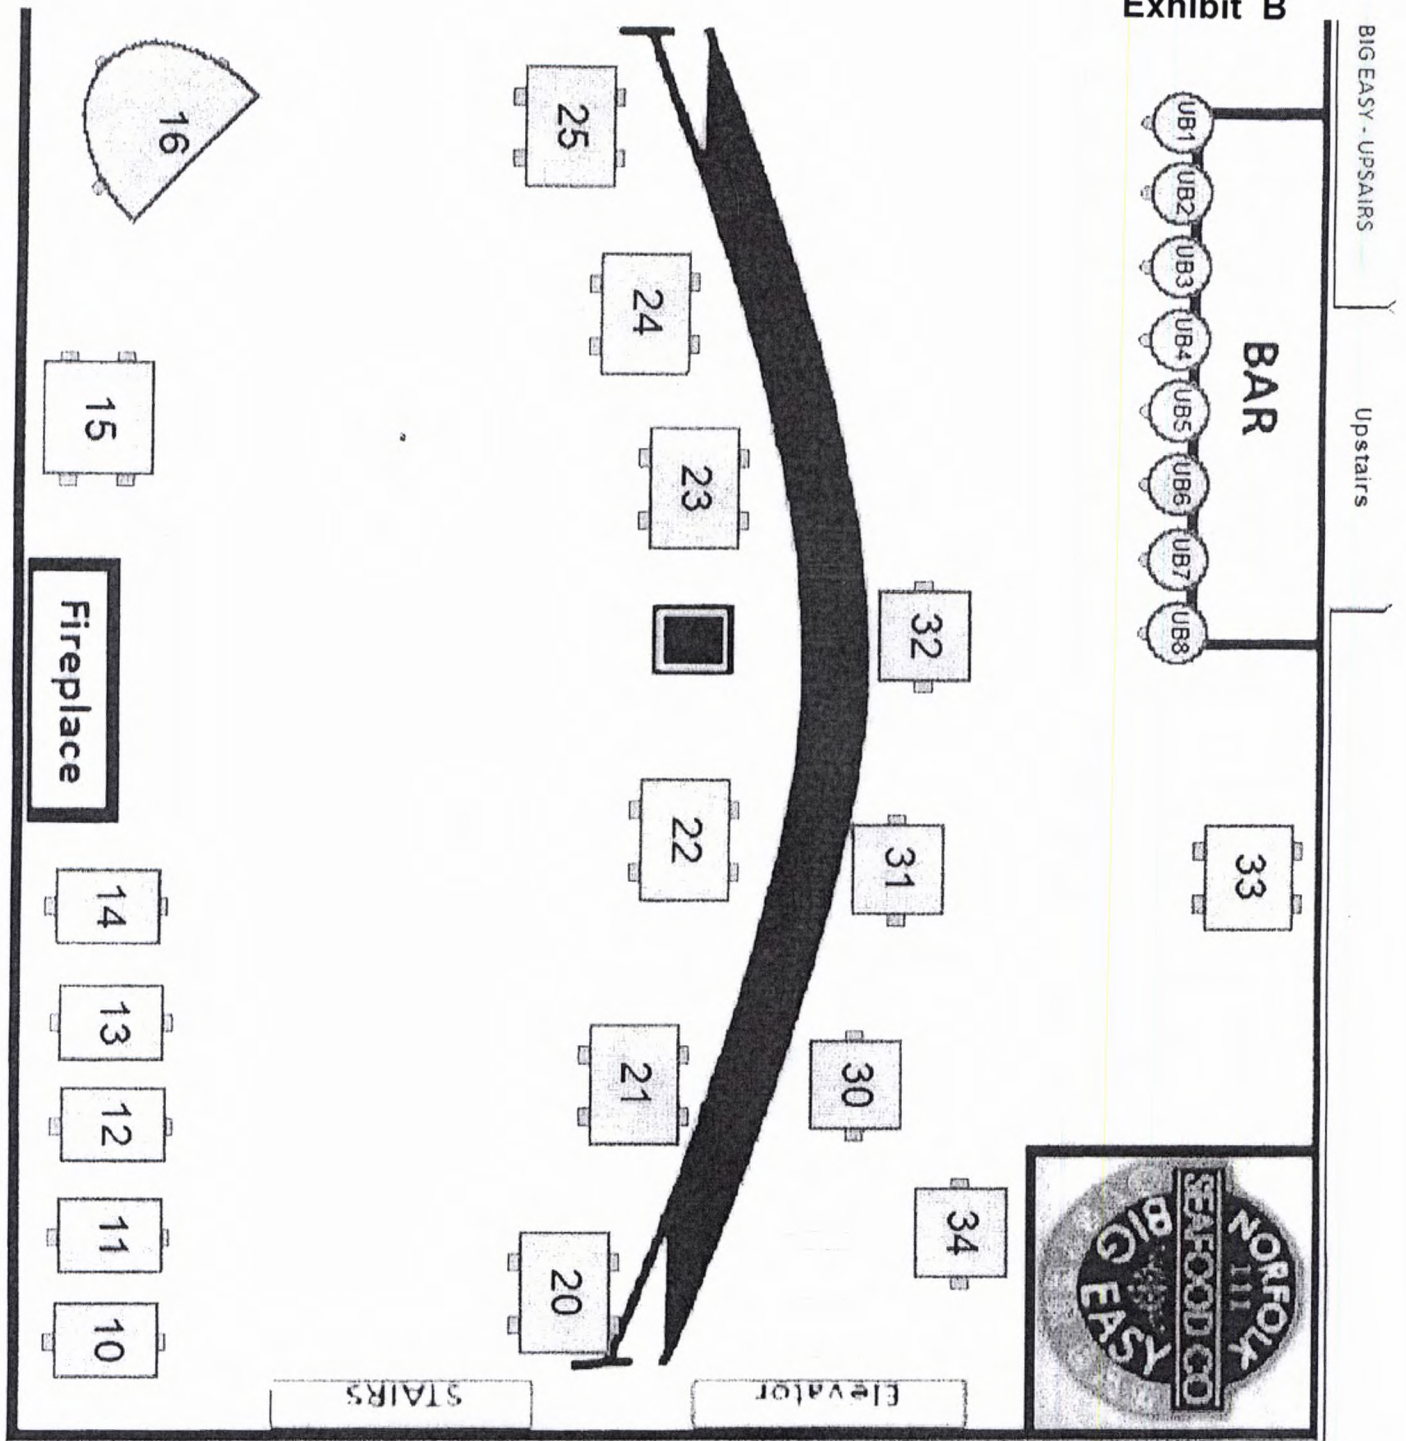 Exhibit B
BIG EASY - UPSAIRS
Upstairs
BAR
UB1
UB2
UB3
UB4
UB5
UB6
UB7
UB8
16
25
24
15
23
Fireplace
32
22
31
33
14
13
21
30
12
11
20
34
10
STAIRS
Elevator
NORFOLK
111
SEAFOOD CO
BIG EASY